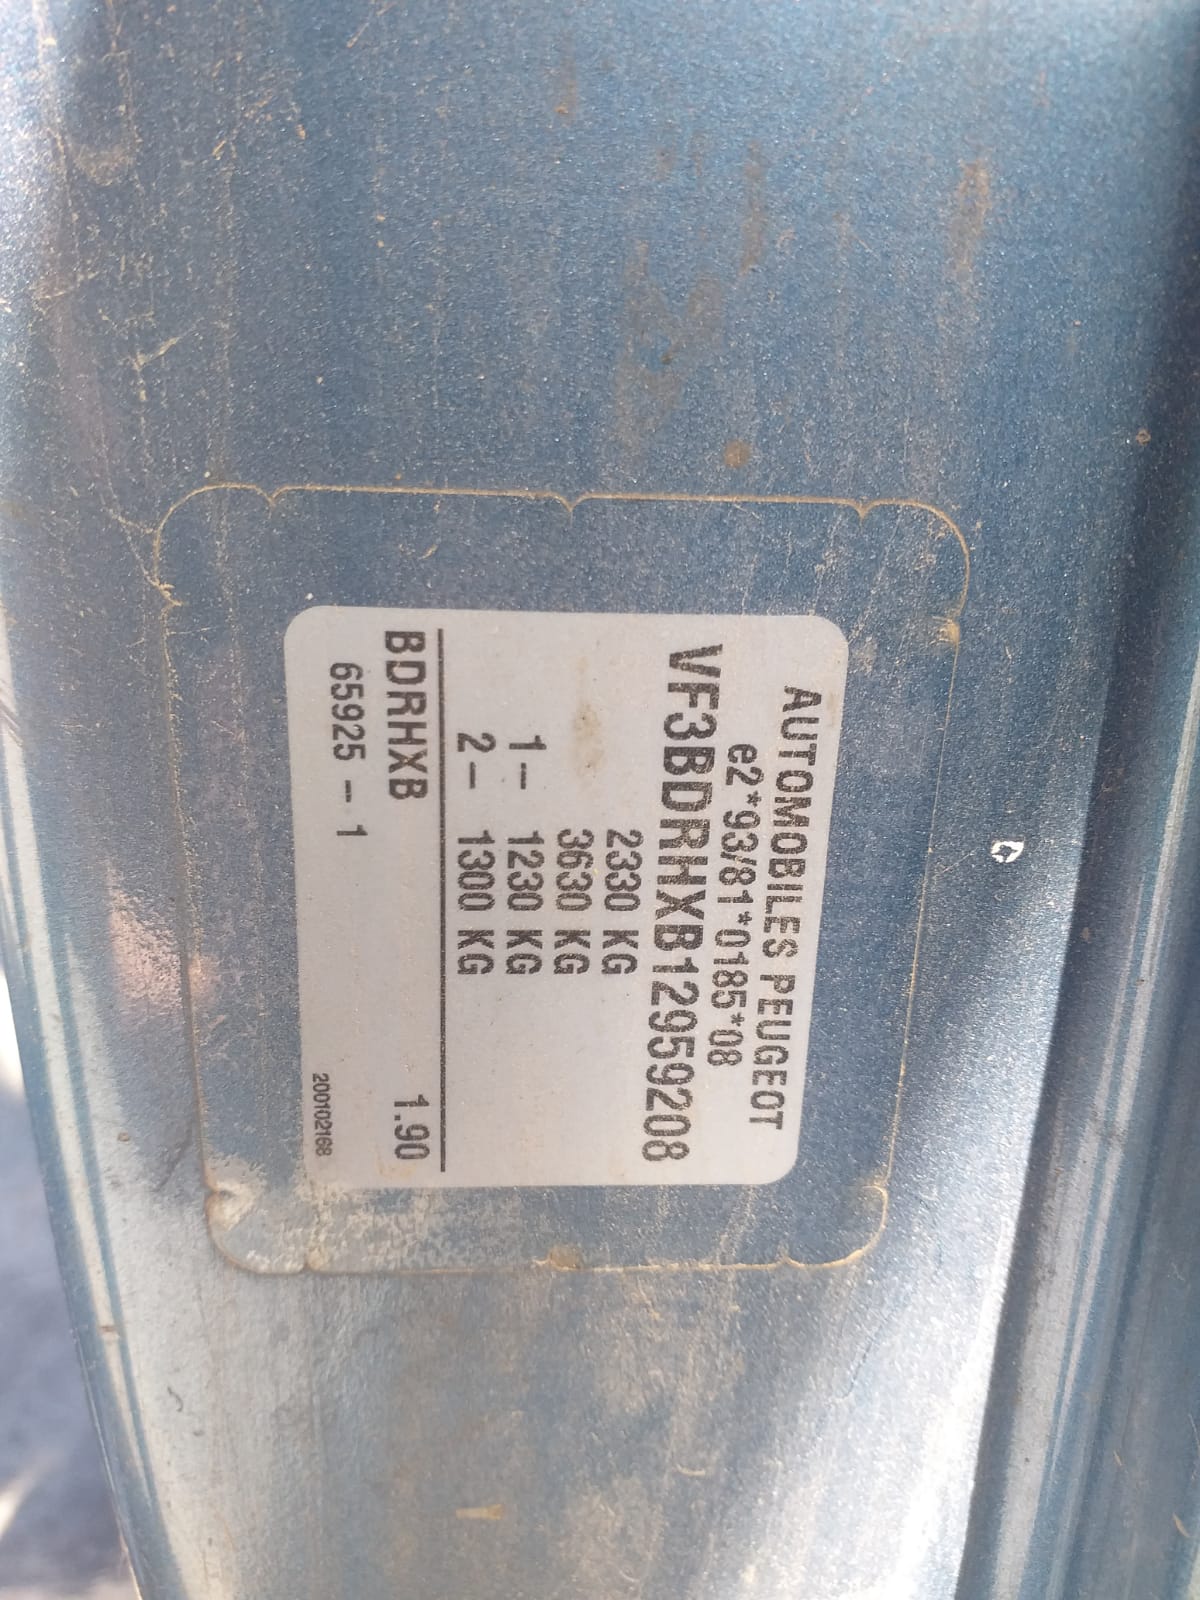 AUTOMOBILES PEUGEOT
e2*93/81*0185*08
VF3BDRHXB12959208
2330 KG
3630 KG
1-- 1230 KG
2-- 1300 KG
BDRHXB 1.90
65925 -- 1
200102168